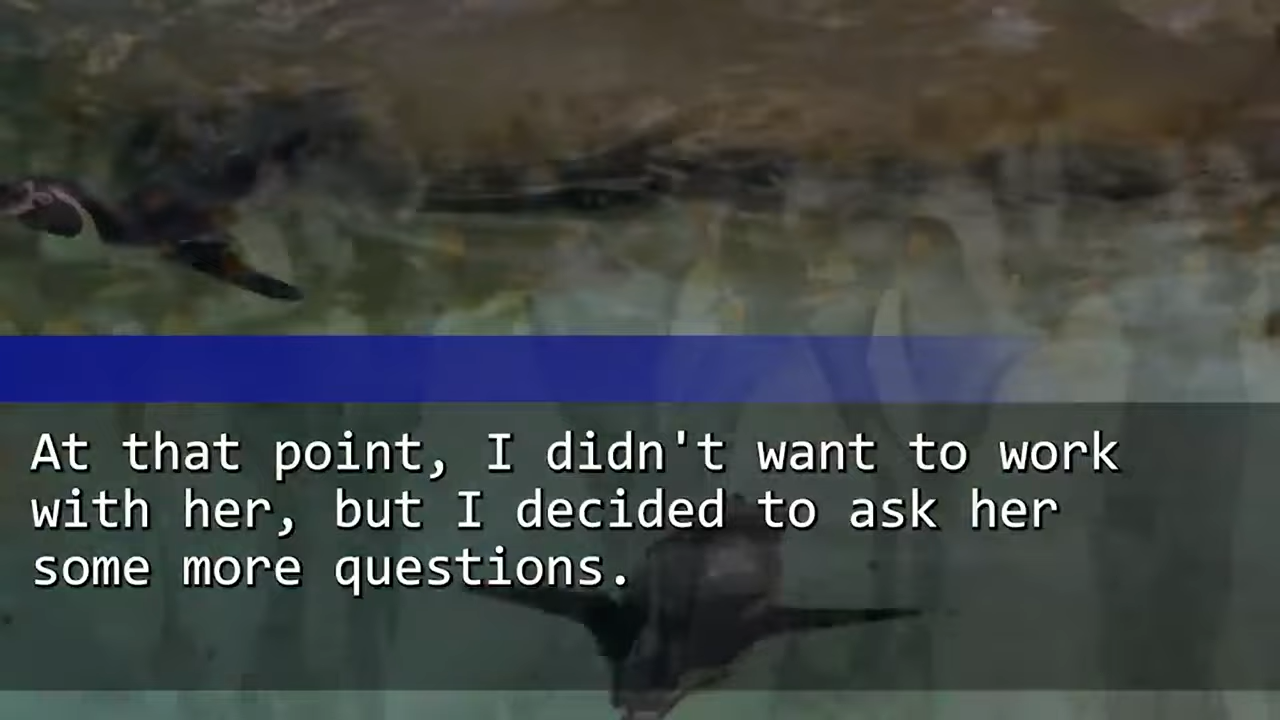 At that point, I didn't want to work
with her, but I decided to ask her
some more questions.